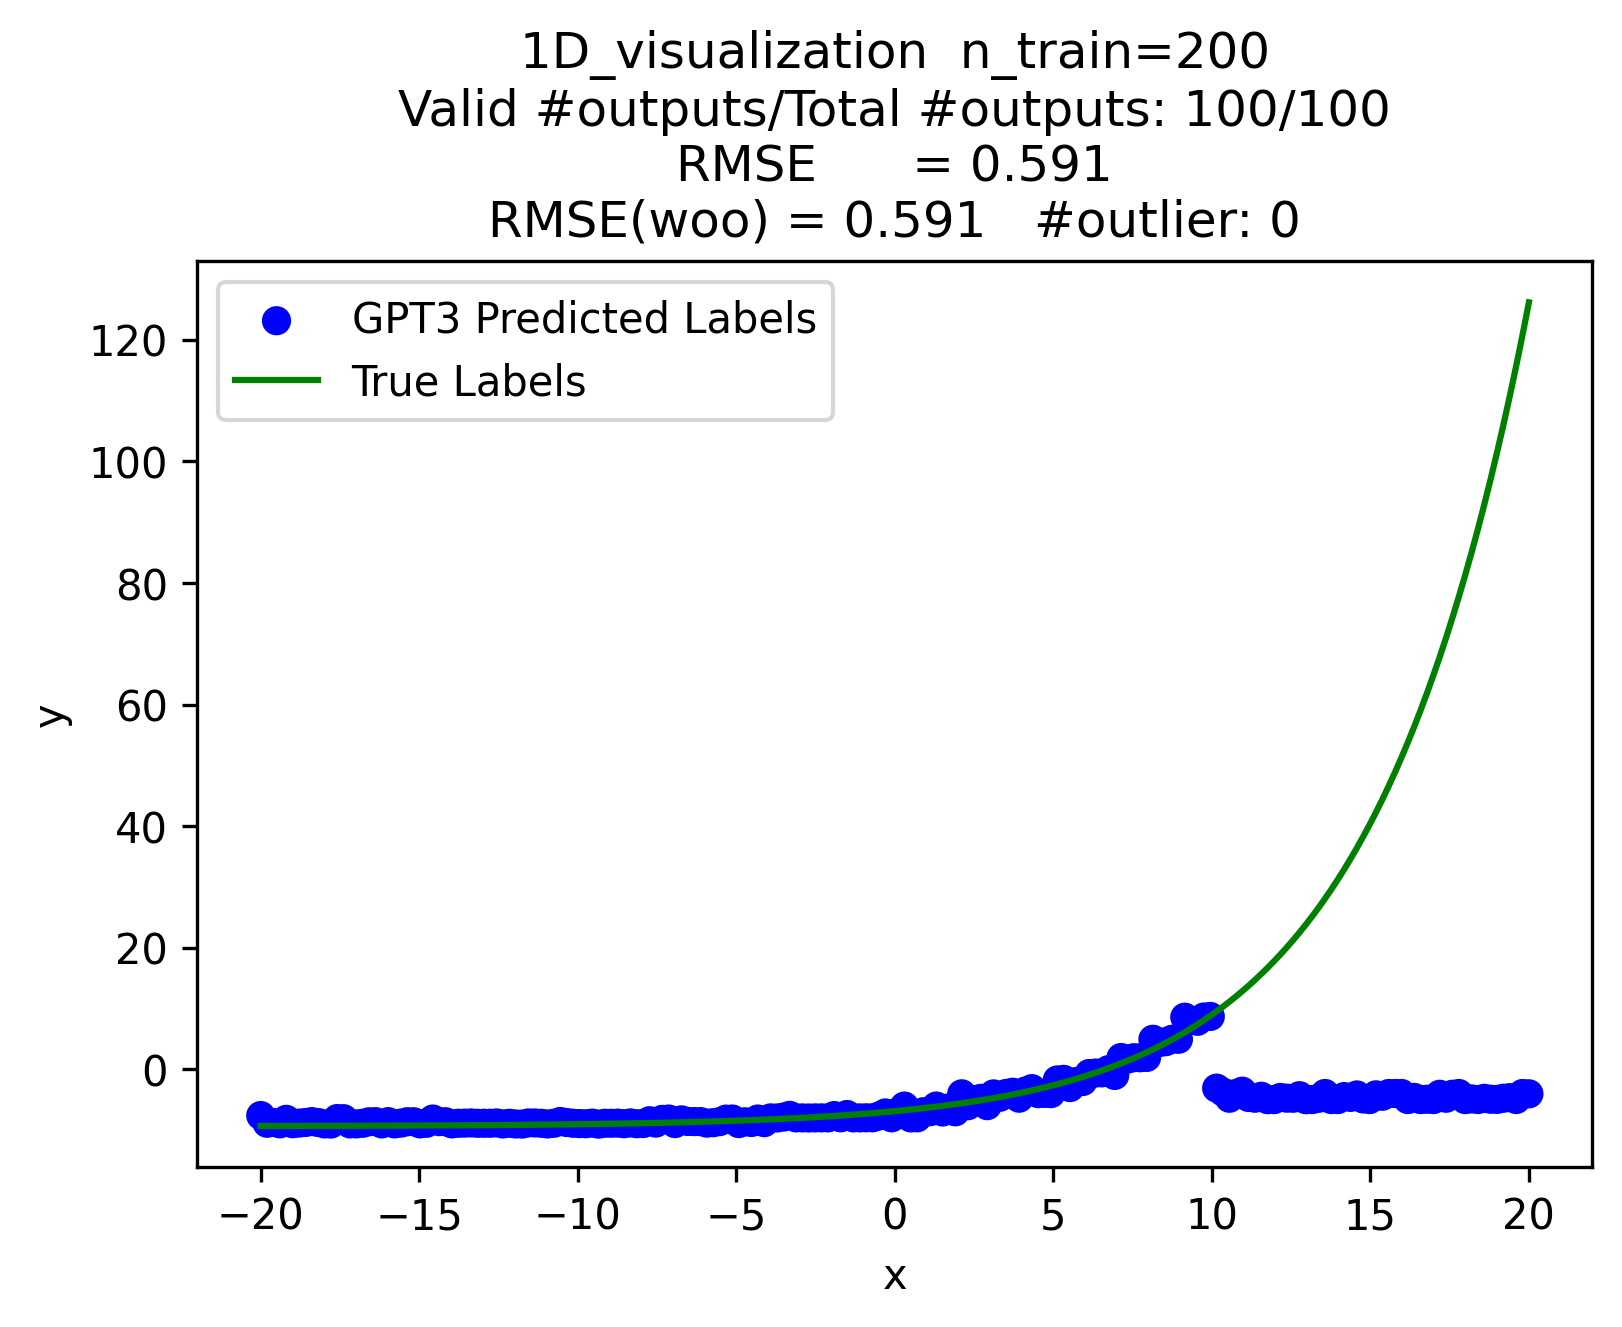 1D_visualization  n_train=200
Valid #outputs/Total #outputs: 100/100
RMSE      = 0.591
RMSE(woo) = 0.591   #outlier: 0
GPT3 Predicted Labels
True Labels
120
100
80
60
40
20
0
y
−20 −15 −10 −5 0 5 10 15 20
x